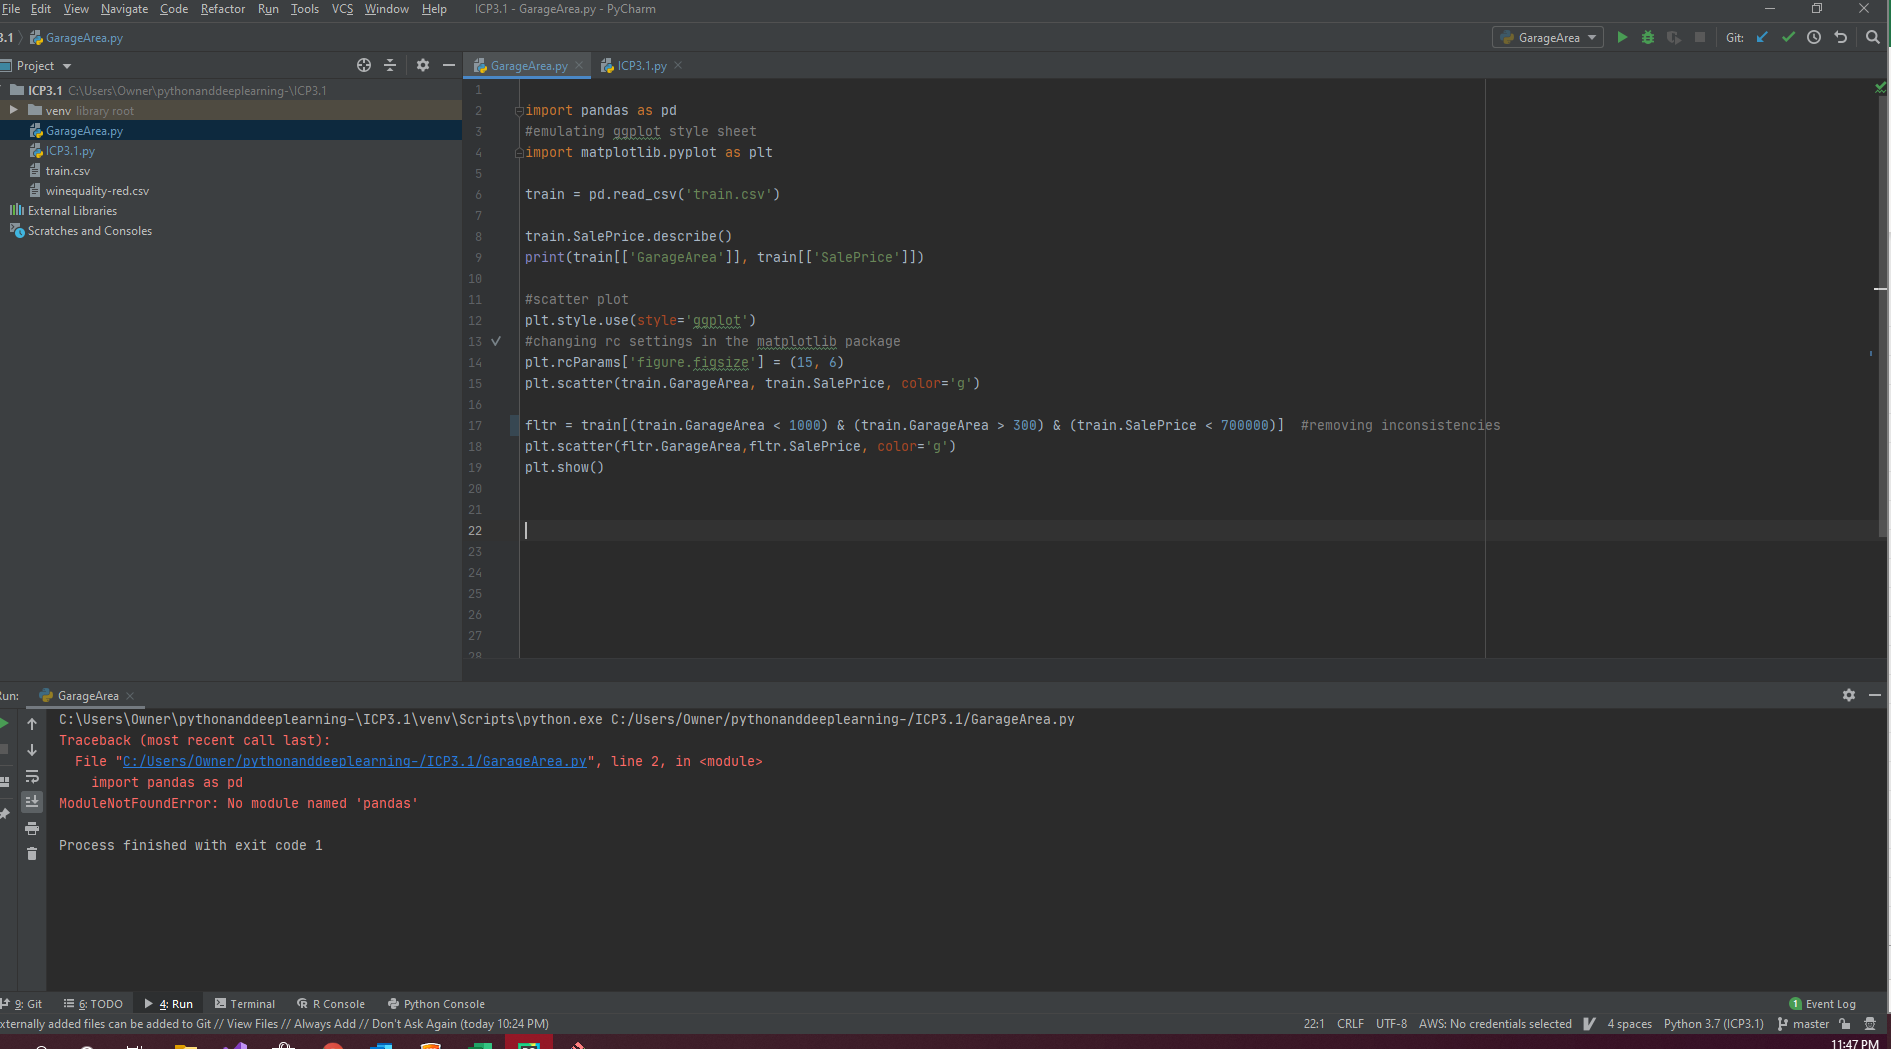 File Edit View Navigate Code Refactor Run Tools VCS Window Help ICP3.1 - GarageArea.py - PyCharm
3.1 GarageArea.py GarageArea Git:
Project GarageArea.py ICP3.1.py
ICP3.1 C:\Users\Owner\pythonanddeeplearning-\ICP3.1
venv library root
GarageArea.py
ICP3.1.py
train.csv
winequality-red.csv
External Libraries
Scratches and Consoles
1
2 import pandas as pd
3 #emulating ggplot style sheet
4 import matplotlib.pyplot as plt
5
6 train = pd.read_csv('train.csv')
7
8 train.SalePrice.describe()
9 print(train[['GarageArea']], train[['SalePrice']])
10
11 #scatter plot
12 plt.style.use(style='ggplot')
13 #changing rc settings in the matplotlib package
14 plt.rcParams['figure.figsize'] = (15, 6)
15 plt.scatter(train.GarageArea, train.SalePrice, color='g')
16
17 fltr = train[(train.GarageArea < 1000) & (train.GarageArea > 300) & (train.SalePrice < 700000)]  #removing inconsistencies
18 plt.scatter(fltr.GarageArea,fltr.SalePrice, color='g')
19 plt.show()
20
21
22
23
24
25
26
27
28
Run: GarageArea
C:\Users\Owner\pythonanddeeplearning-\ICP3.1\venv\Scripts\python.exe C:/Users/Owner/pythonanddeeplearning-/ICP3.1/GarageArea.py
Traceback (most recent call last):
File "C:/Users/Owner/pythonanddeeplearning-/ICP3.1/GarageArea.py", line 2, in <module>
import pandas as pd
ModuleNotFoundError: No module named 'pandas'
Process finished with exit code 1
9: Git 6: TODO 4: Run Terminal R Console Python Console 1 Event Log
xternally added files can be added to Git // View Files // Always Add // Don't Ask Again (today 10:24 PM) 22:1 CRLF UTF-8 AWS: No credentials selected 4 spaces Python 3.7 (ICP3.1) master
11:47 PM